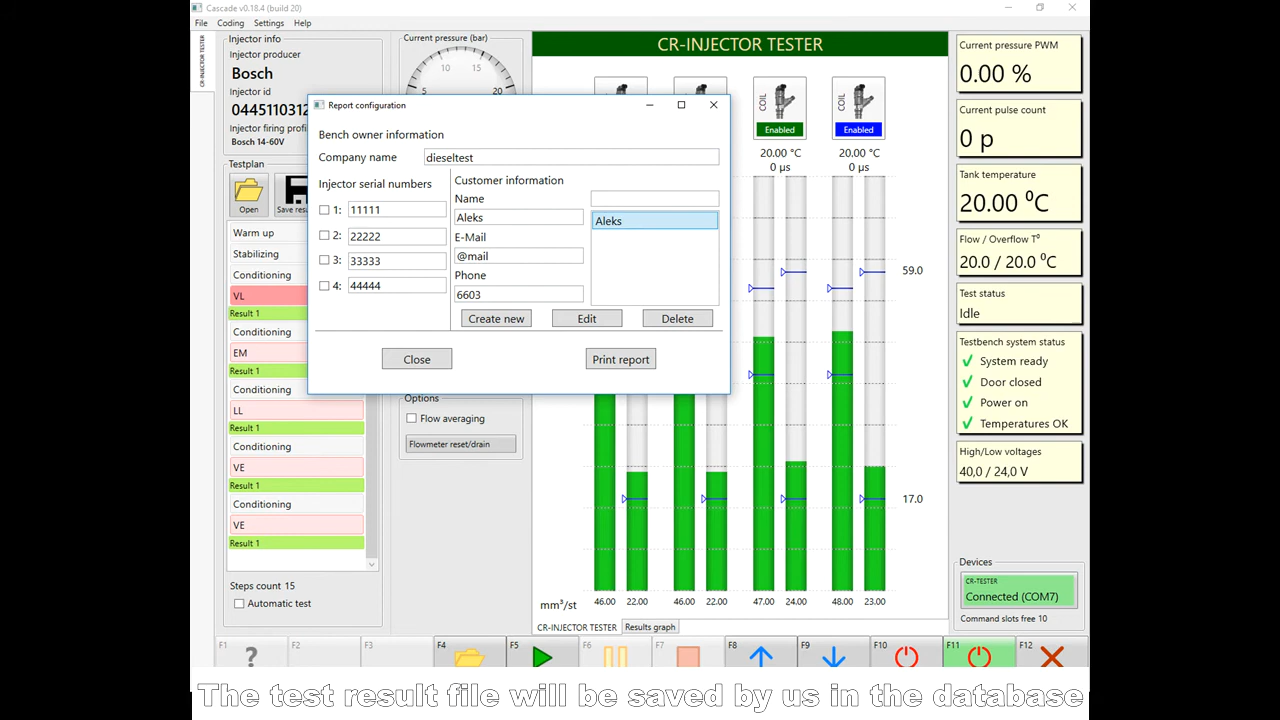 Cascade v0.18.4 (build 20)
File Coding Settings Help
CR-INJECTOR TESTER
Injector info
Injector producer
Bosch
Injector id
0445110312
Injector firing profi
Bosch 14-60V
Testplan
Open
Save resu
Warm up
Stabilizing
Conditioning
VL
Result 1
Conditioning
EM
Result 1
Conditioning
LL
Result 1
Conditioning
VE
Result 1
Conditioning
VE
Result 1
Steps count 15
Automatic test
Current pressure (bar)
5 10 15 20
Report configuration
Bench owner information
Company name dieseltest
Injector serial numbers
1: 11111
2: 22222
3: 33333
4: 44444
Customer information
Name
Aleks
E-Mail
@mail
Phone
6603
Aleks
Create new Edit Delete
Close Print report
Options
Flow averaging
Flowmeter reset/drain
CR-INJECTOR TESTER
COIL COIL
Enabled Enabled
20.00 °C 20.00 °C
0 µs 0 µs
59.0
17.0
mm³/st 46.00 22.00 46.00 22.00 47.00 24.00 48.00 23.00
CR-INJECTOR TESTER Results graph
Current pressure PWM
0.00 %
Current pulse count
0 p
Tank temperature
20.00 ⁰C
Flow / Overflow T⁰
20.0 / 20.0 ⁰C
Test status
Idle
Testbench system status
System ready
Door closed
Power on
Temperatures OK
High/Low voltages
40,0 / 24,0 V
Devices
CR-TESTER
Connected (COM7)
Command slots free 10
F1 ? F2 F3 F4 F5 F6 F7 F8 F9 F10 F11 F12
The test result file will be saved by us in the database